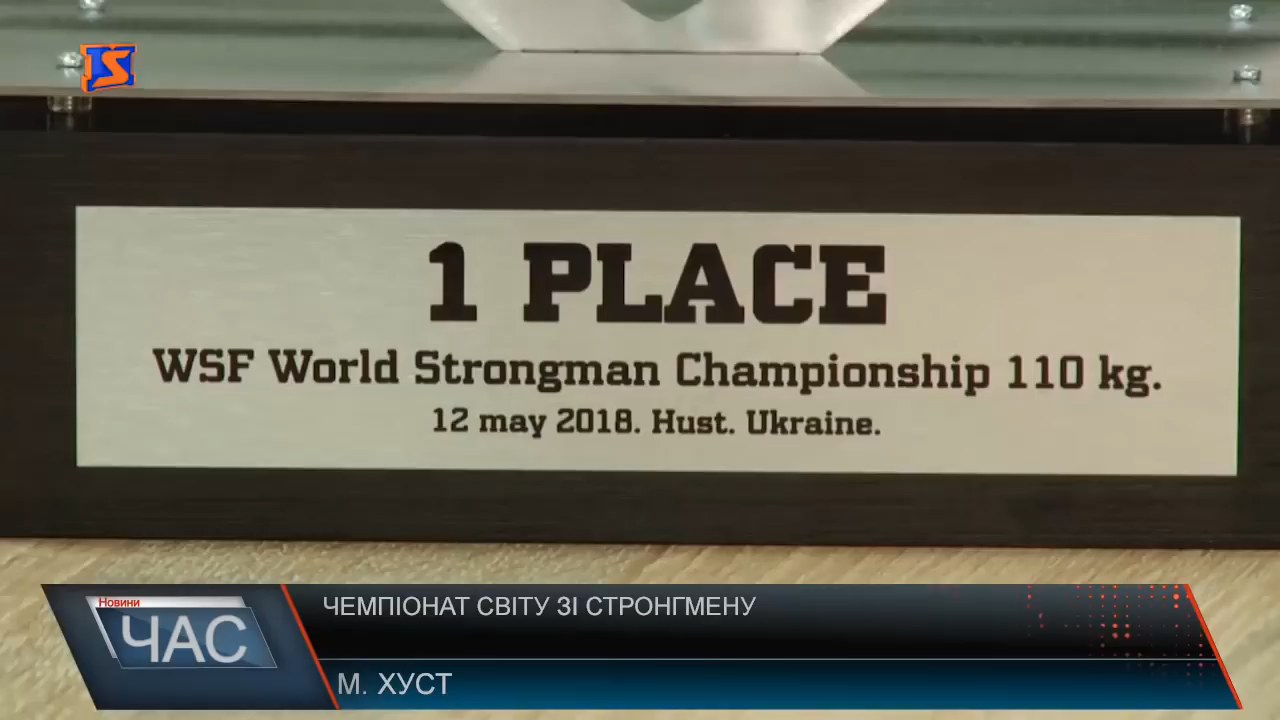 IS
1 PLACE
WSF World Strongman Championship 110 kg.
12 may 2018. Hust. Ukraine.
Новини
ЧАС
ЧЕМПІОНАТ СВІТУ ЗІ СТРОНГМЕНУ
М. ХУСТ